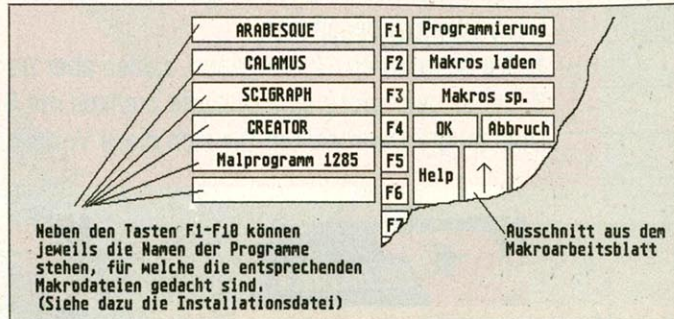 ARABESQUE F1 Programmierung
CALAMUS F2 Makros laden
SCIGRAPH F3 Makros sp.
CREATOR F4 OK Abbruch
Malprogramm 1285 F5 Help ↑
F6
F7
Neben den Tasten F1-F10 können
jeweils die Namen der Programme
stehen, für welche die entsprechenden
Makrodateien gedacht sind.
(Siehe dazu die Installationsdatei)
Ausschnitt aus dem
Makroarbeitsblatt